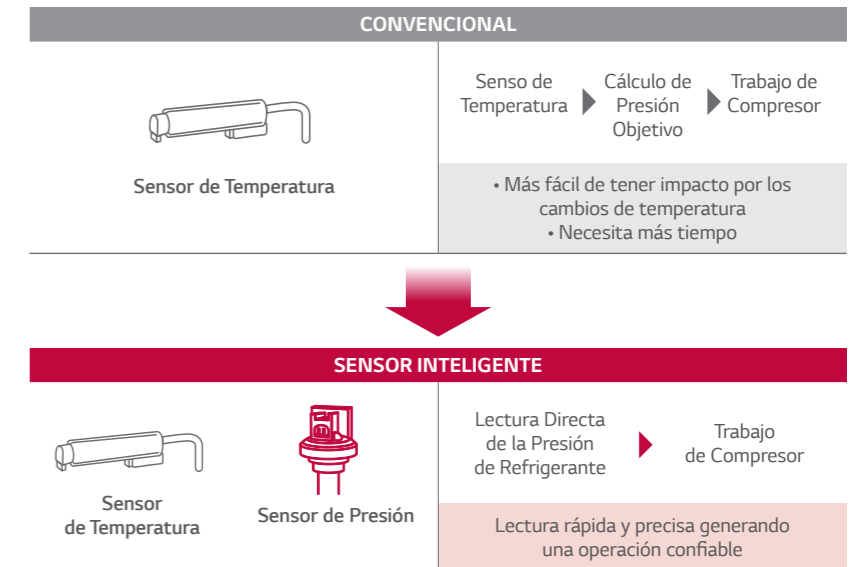 CONVENCIONAL
Sensor de Temperatura
Senso de
Temperatura
Cálculo de
Presión
Objetivo
Trabajo de
Compresor
• Más fácil de tener impacto por los
cambios de temperatura
• Necesita más tiempo
SENSOR INTELIGENTE
Sensor
de Temperatura
Sensor de Presión
Lectura Directa
de la Presión
de Refrigerante
Trabajo
de Compresor
Lectura rápida y precisa generando
una operación confiable